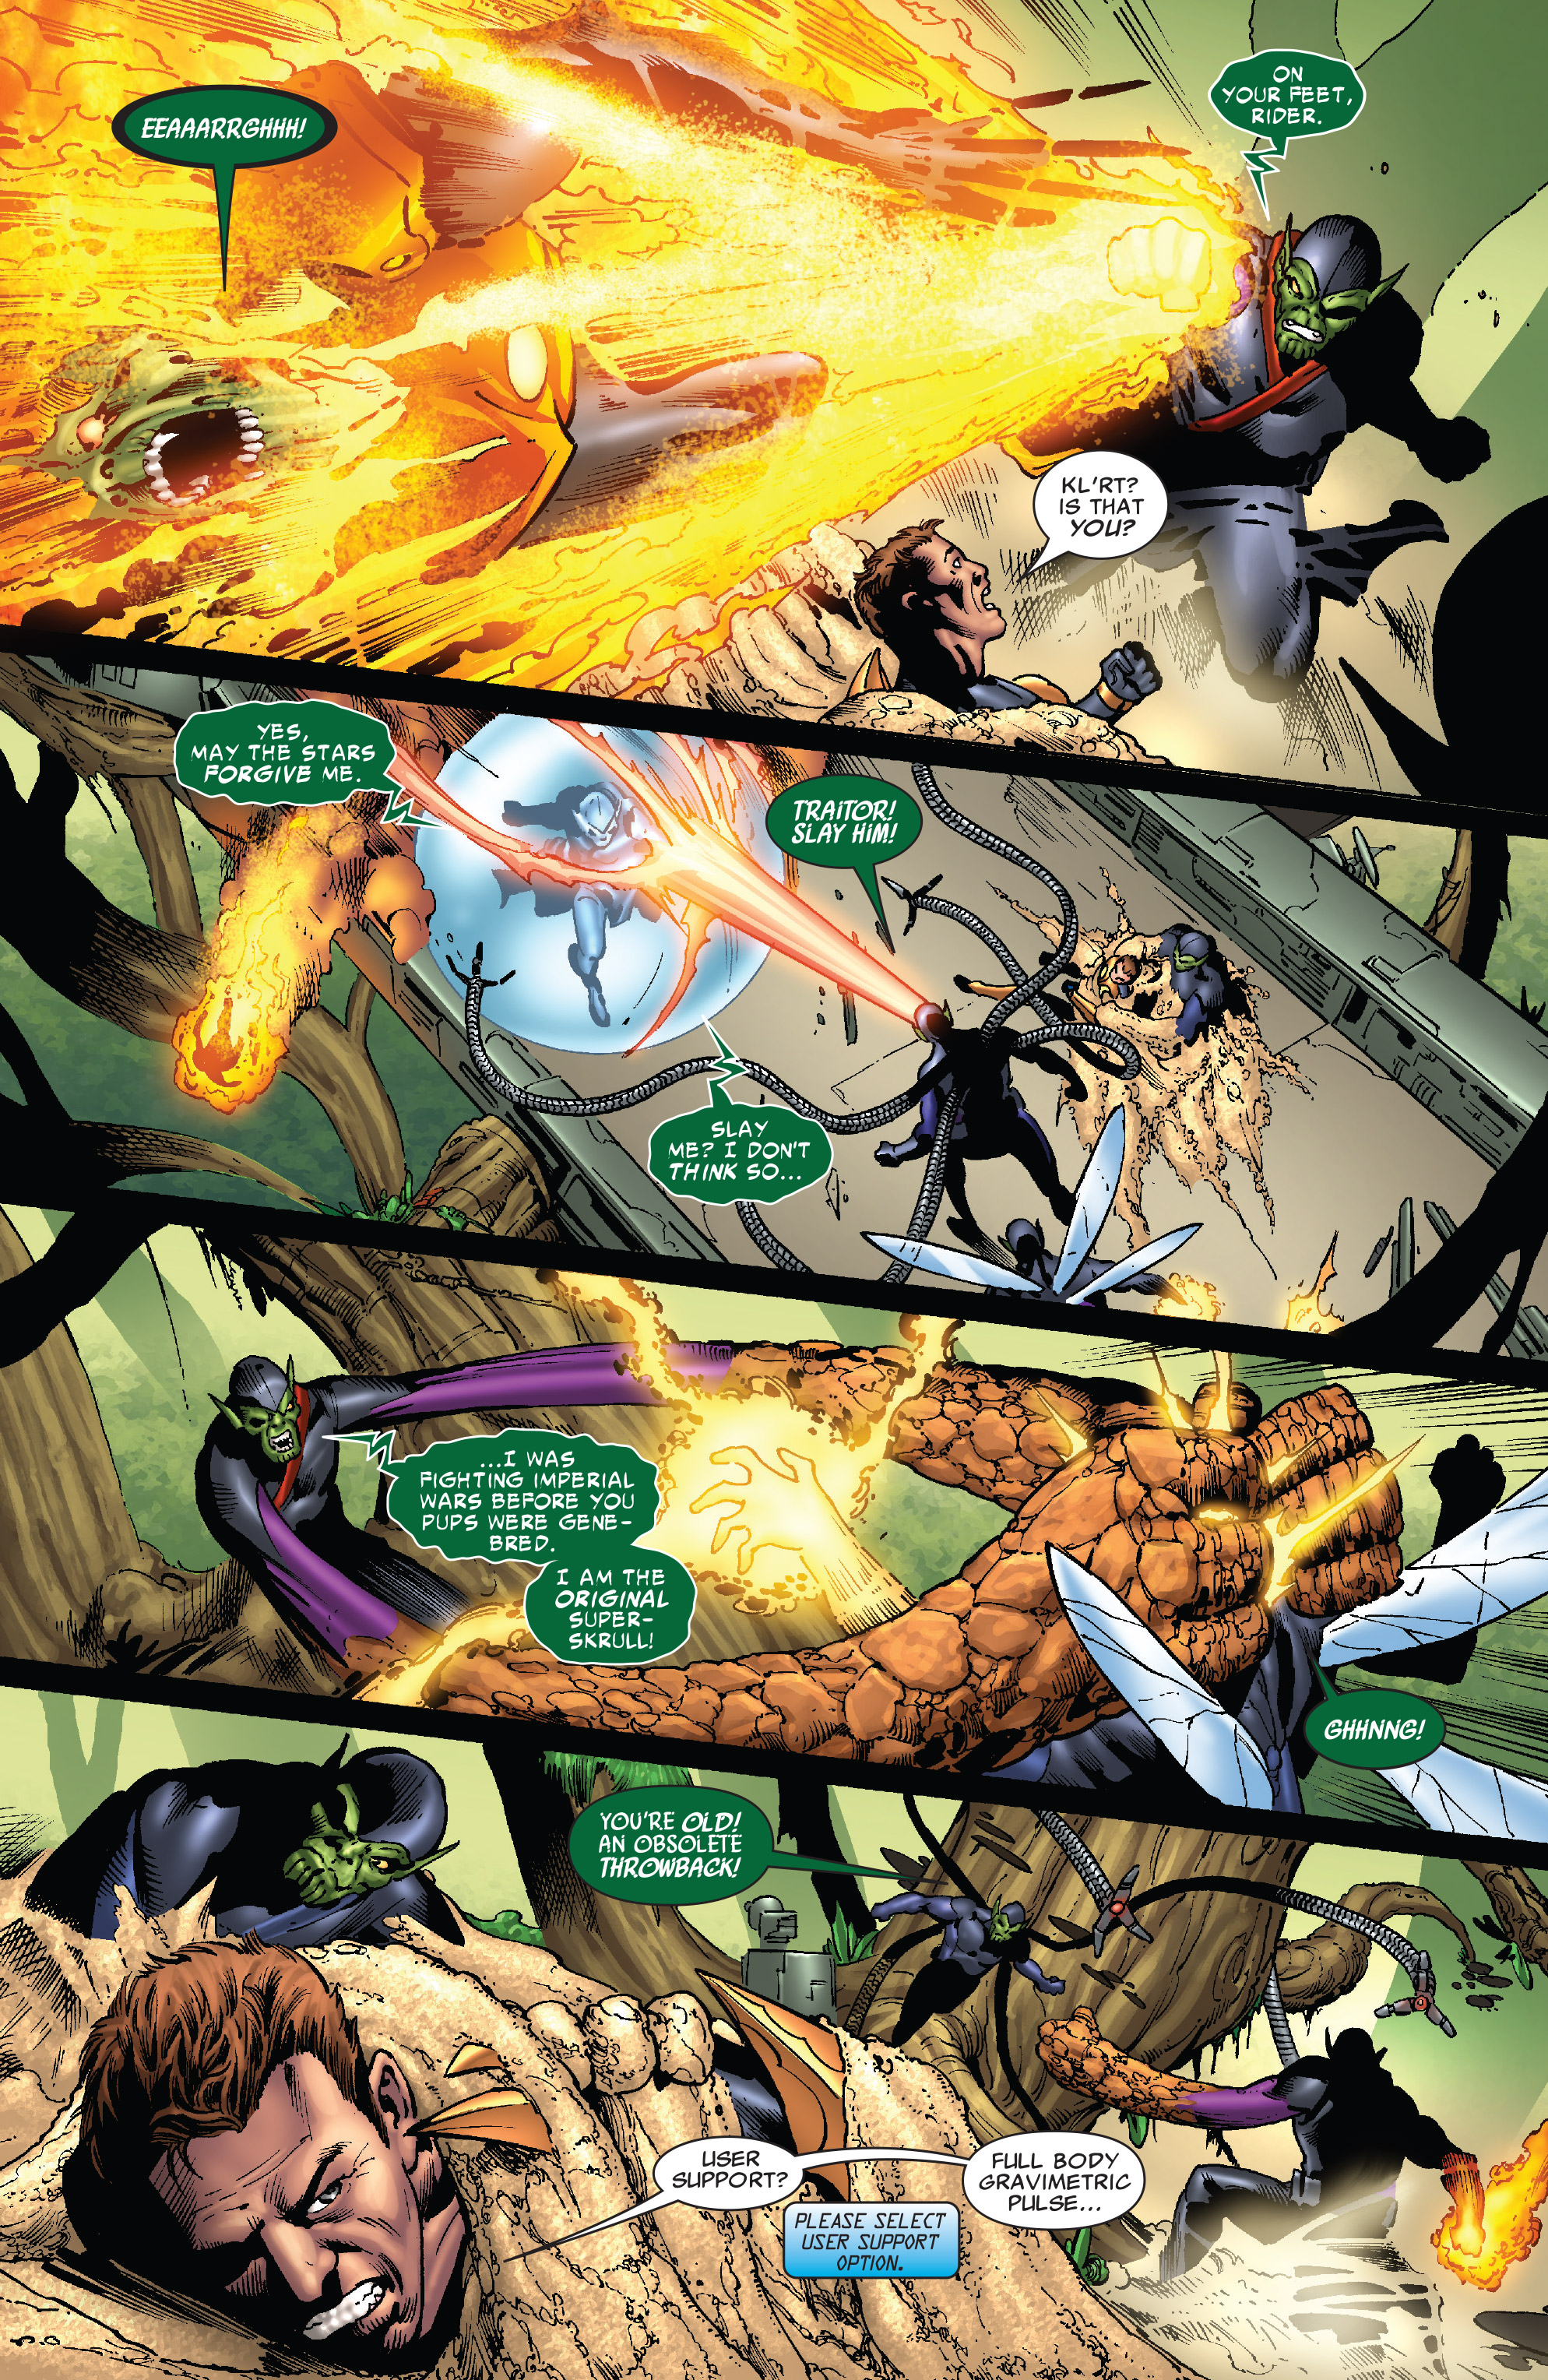 EEAAARRGHHH!
ON
YOUR FEET,
RIDER.
KL'RT?
IS THAT
YOU?
YES,
MAY THE STARS
FORGIVE ME.
TRAITOR!
SLAY HIM!
SLAY
ME? I DON'T
THINK SO...
...I WAS
FIGHTING IMPERIAL
WARS BEFORE YOU
PUPS WERE GENE-
BRED.
I AM THE
ORIGINAL
SUPER-
SKRULL!
GHHNNG!
YOU'RE OLD!
AN OBSOLETE
THROWBACK!
USER
SUPPORT?
FULL BODY
GRAVIMETRIC
PULSE...
PLEASE SELECT
USER SUPPORT
OPTION.